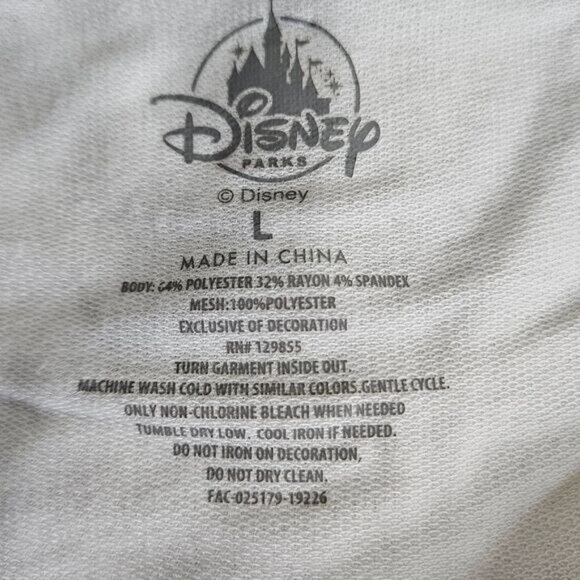 Disney
PARKS
© Disney
L
MADE IN CHINA
BODY: 64% POLYESTER 32% RAYON 4% SPANDEX
MESH:100%POLYESTER
EXCLUSIVE OF DECORATION
RN# 129855
TURN GARMENT INSIDE OUT.
MACHINE WASH COLD WITH SIMILAR COLORS.GENTLE CYCLE.
ONLY NON-CHLORINE BLEACH WHEN NEEDED
TUMBLE DRY LOW. COOL IRON IF NEEDED.
DO NOT IRON ON DECORATION,
DO NOT DRY CLEAN.
FAC-025179-19226